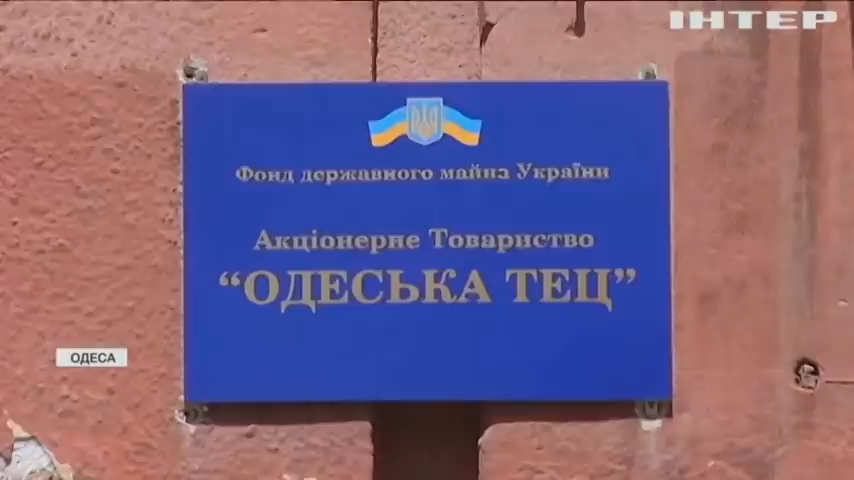 ІНТЕР
Фонд державного майна України
Акціонерне Товариство
“ОДЕСЬКА ТЕЦ”
ОДЕСА